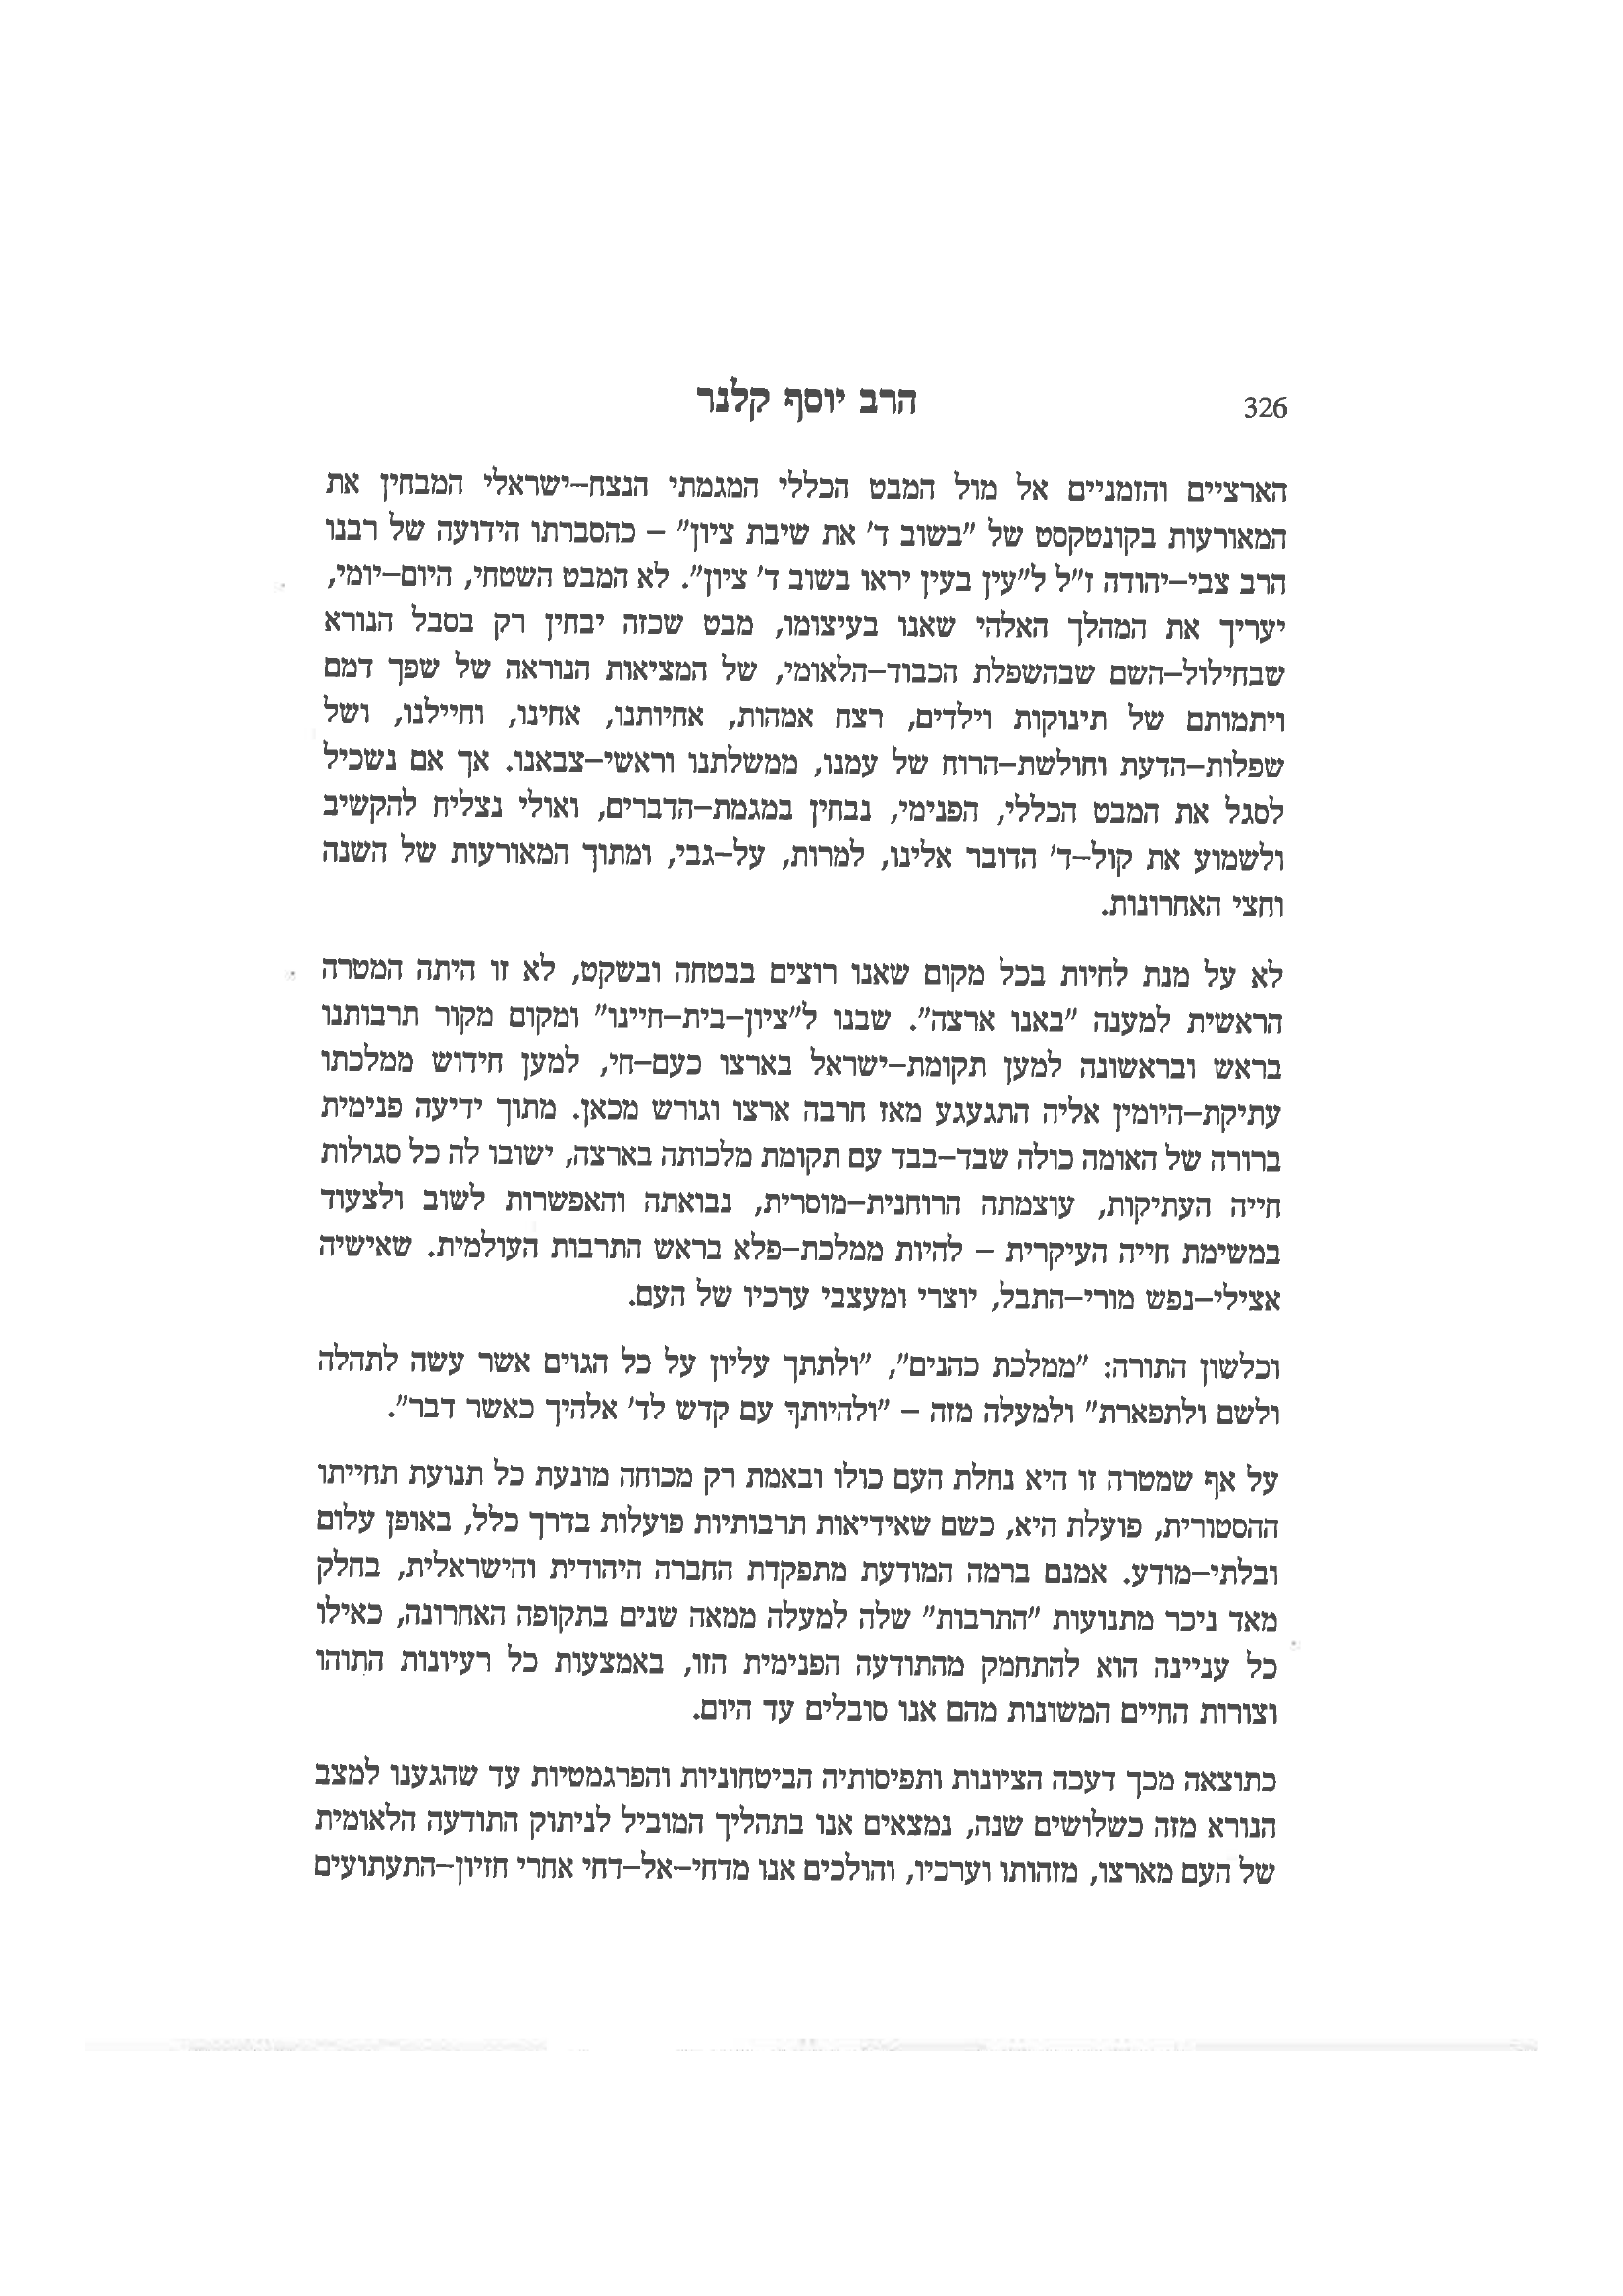 326
הרב יוסף קלנר
הארציים והזמניים אל מול המבט הכללי המגמתי הנצח–ישראלי המבחין את
המאורעות בקונטקסט של "בשוב ד' את שיבת ציון" – כהסברתו הידועה של רבנו
הרב צבי–יהודה ז"ל ל"עין בעין יראו בשוב ד' ציון". לא המבט השטחי, היום–יומי,
יעריך את המהלך האלהי שאנו בעיצומו, מבט שכזה יבחין רק בסבל הנורא
שבחילול–השם שבהשפלת הכבוד–הלאומי, של המציאות הנוראה של שפך דמם
ויתמותם של תינוקות וילדים, רצח אמהות, אחיותנו, אחינו, וחיילנו, ושל
שפלות–הדעת וחולשת–הרוח של עמנו, ממשלתנו וראשי–צבאנו. אך אם נשכיל
לסגל את המבט הכללי, הפנימי, נבחין במגמת–הדברים, ואולי נצליח להקשיב
ולשמוע את קול–ד' הדובר אלינו, למרות, על–גבי, ומתוך המאורעות של השנה
וחצי האחרונות.
לא על מנת לחיות בכל מקום שאנו רוצים בבטחה ובשקט, לא זו היתה המטרה
הראשית למענה "באנו ארצה". שבנו ל"ציון–בית–חיינו" ומקום מקור תרבותנו
בראש ובראשונה למען תקומת–ישראל בארצו כעם–חי, למען חידוש ממלכתו
עתיקת–היומין אליה התגעגע מאז חרבה ארצו וגורש מכאן. מתוך ידיעה פנימית
ברורה של האומה כולה שבד–בבד עם תקומת מלכותה בארצה, ישובו לה כל סגולות
חייה העתיקות, עוצמתה הרוחנית–מוסרית, נבואתה והאפשרות לשוב ולצעוד
במשימת חייה העיקרית – להיות ממלכת–פלא בראש התרבות העולמית. שאישיה
אצילי–נפש מורי–התבל, יוצרי ומעצבי ערכיו של העם.
וכלשון התורה: "ממלכת כהנים", "ולתתך עליון על כל הגוים אשר עשה לתהלה
ולשם ולתפארת" ולמעלה מזה – "ולהיותך עם קדש לד' אלהיך כאשר דבר".
על אף שמטרה זו היא נחלת העם כולו ובאמת רק מכוחה מונעת כל תנועת תחייתו
ההסטורית, פועלת היא, כשם שאידיאות תרבותיות פועלות בדרך כלל, באופן עלום
ובלתי–מודע. אמנם ברמה המודעת מתפקדת החברה היהודית והישראלית, בחלק
מאד ניכר מתנועות "התרבות" שלה למעלה ממאה שנים בתקופה האחרונה, כאילו
כל עניינה הוא להתחמק מהתודעה הפנימית הזו, באמצעות כל רעיונות התוהו
וצורות החיים המשונות מהם אנו סובלים עד היום.
כתוצאה מכך דעכה הציונות ותפיסותיה הביטחוניות והפרגמטיות עד שהגענו למצב
הנורא מזה כשלושים שנה, נמצאים אנו בתהליך המוביל לניתוק התודעה הלאומית
של העם מארצו, מזהותו וערכיו, והולכים אנו מדחי–אל–דחי אחרי חזיון–התעתועים